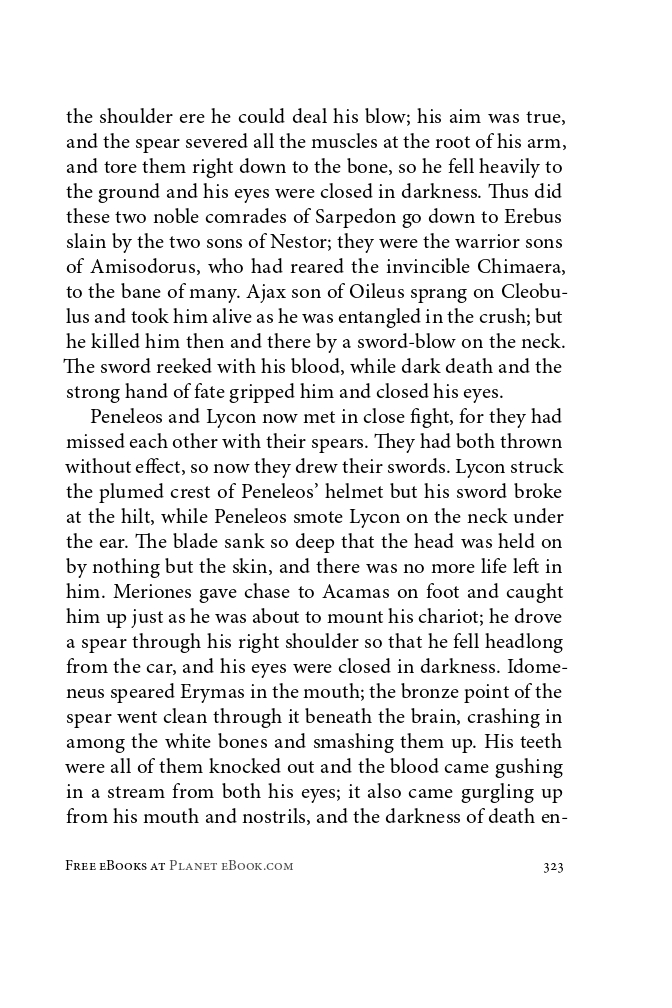 the shoulder ere he could deal his blow; his aim was true,
and the spear severed all the muscles at the root of his arm,
and tore them right down to the bone, so he fell heavily to
the ground and his eyes were closed in darkness. Thus did
these two noble comrades of Sarpedon go down to Erebus
slain by the two sons of Nestor; they were the warrior sons
of Amisodorus, who had reared the invincible Chimaera,
to the bane of many. Ajax son of Oileus sprang on Cleobu-
lus and took him alive as he was entangled in the crush; but
he killed him then and there by a sword-blow on the neck.
The sword reeked with his blood, while dark death and the
strong hand of fate gripped him and closed his eyes.
Peneleos and Lycon now met in close fight, for they had
missed each other with their spears. They had both thrown
without effect, so now they drew their swords. Lycon struck
the plumed crest of Peneleos’ helmet but his sword broke
at the hilt, while Peneleos smote Lycon on the neck under
the ear. The blade sank so deep that the head was held on
by nothing but the skin, and there was no more life left in
him. Meriones gave chase to Acamas on foot and caught
him up just as he was about to mount his chariot; he drove
a spear through his right shoulder so that he fell headlong
from the car, and his eyes were closed in darkness. Idome-
neus speared Erymas in the mouth; the bronze point of the
spear went clean through it beneath the brain, crashing in
among the white bones and smashing them up. His teeth
were all of them knocked out and the blood came gushing
in a stream from both his eyes; it also came gurgling up
from his mouth and nostrils, and the darkness of death en-
Free eBooks at Planet eBook.com 323